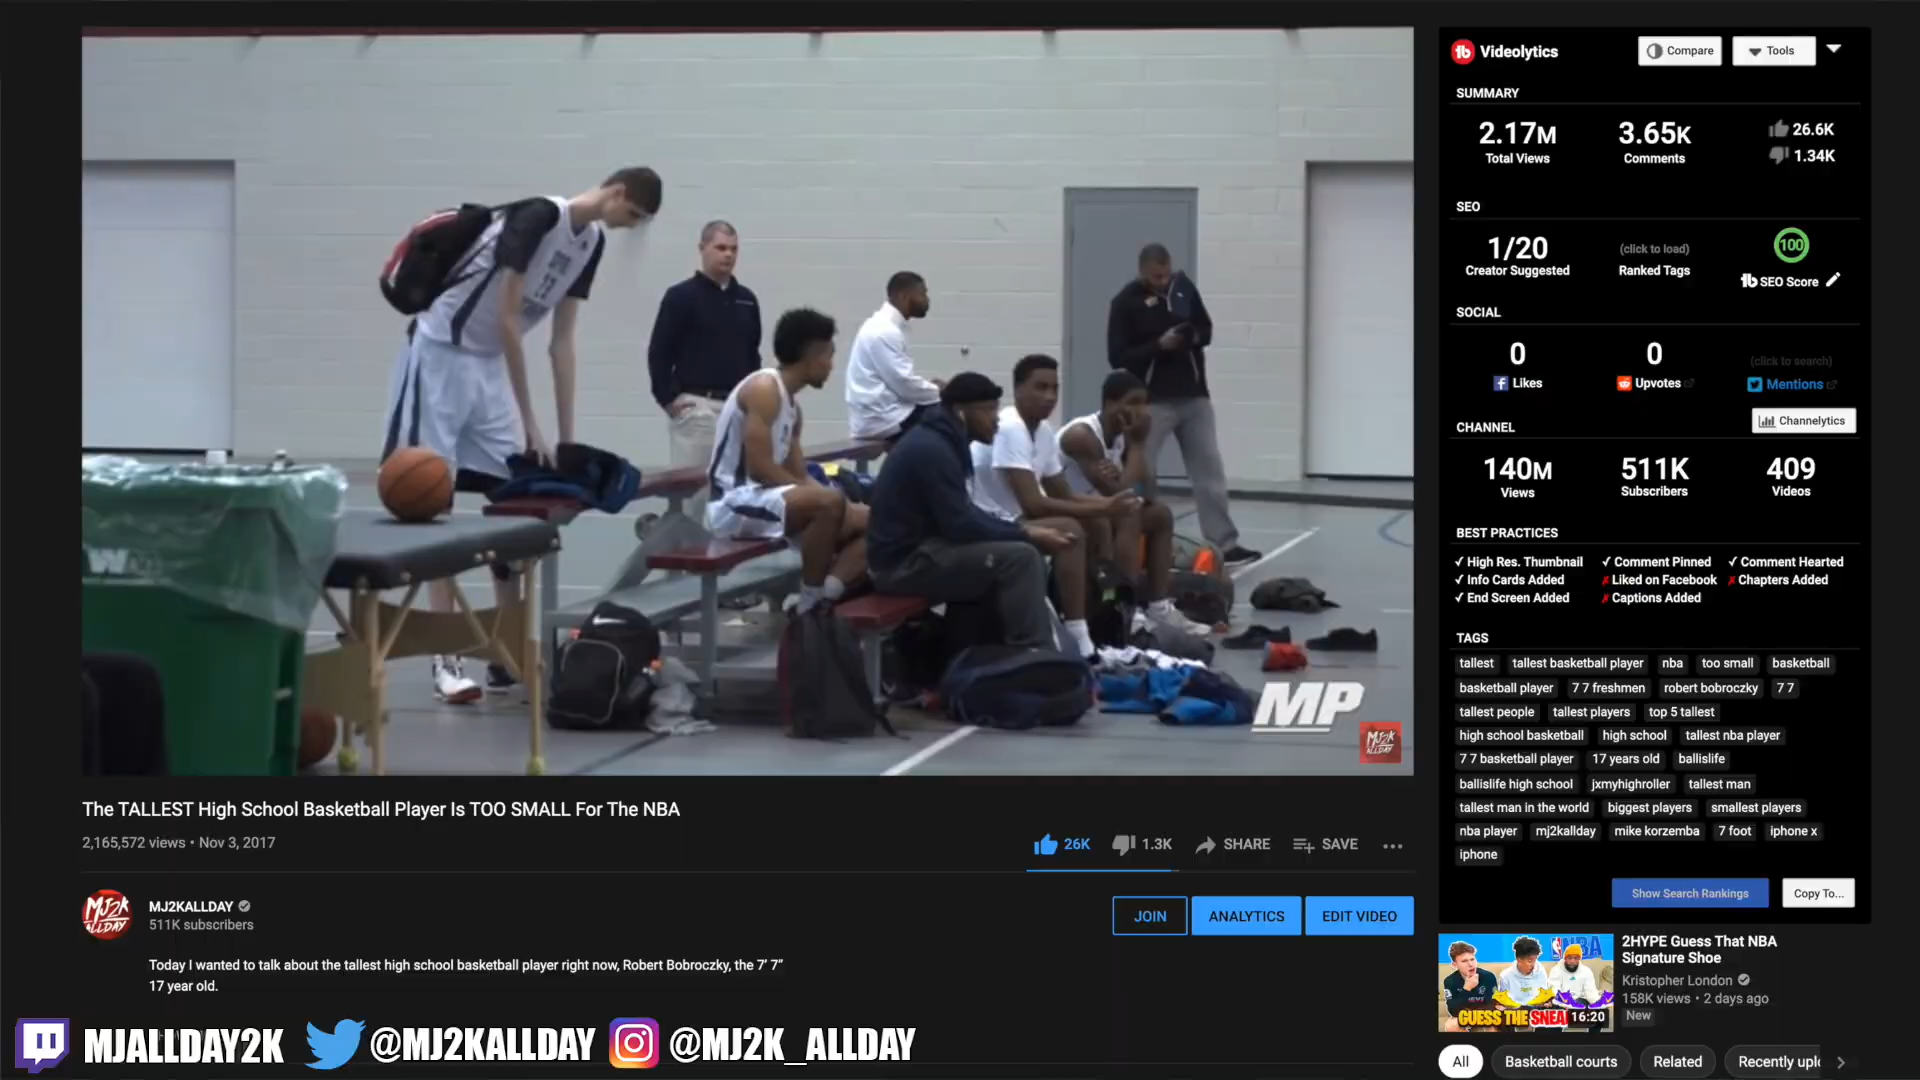 MP
MJ2K
ALLDAY
The TALLEST High School Basketball Player Is TOO SMALL For The NBA
2,165,572 views • Nov 3, 2017
26K
1.3K
SHARE
SAVE
MJ2K
ALLDAY
MJ2KALLDAY
511K subscribers
JOIN
ANALYTICS
EDIT VIDEO
Today I wanted to talk about the tallest high school basketball player right now, Robert Bobroczky, the 7' 7"
17 year old.
MJALLDAY2K @MJ2KALLDAY @MJ2K_ALLDAY
tb Videolytics
Compare
Tools
SUMMARY
2.17M 3.65K 26.6K
Total Views Comments 1.34K
SEO
1/20 (click to load) 100
Creator Suggested Ranked Tags tb SEO Score
SOCIAL
0 0 (click to search)
Likes Upvotes Mentions
Channelytics
CHANNEL
140M 511K 409
Views Subscribers Videos
BEST PRACTICES
✓ High Res. Thumbnail ✓ Comment Pinned ✓ Comment Hearted
✓ Info Cards Added ✗ Liked on Facebook ✗ Chapters Added
✓ End Screen Added ✗ Captions Added
TAGS
tallest tallest basketball player nba too small basketball
basketball player 7 7 freshmen robert bobroczky 7 7
tallest people tallest players top 5 tallest
high school basketball high school tallest nba player
7 7 basketball player 17 years old ballislife
ballislife high school jxmyhighroller tallest man
tallest man in the world biggest players smallest players
nba player mj2kallday mike korzemba 7 foot iphone x
iphone
Show Search Rankings
Copy To...
NBA
GUESS THE SNEA
16:20
2HYPE Guess That NBA
Signature Shoe
Kristopher London
158K views • 2 days ago
New
All Basketball courts Related Recently uplo